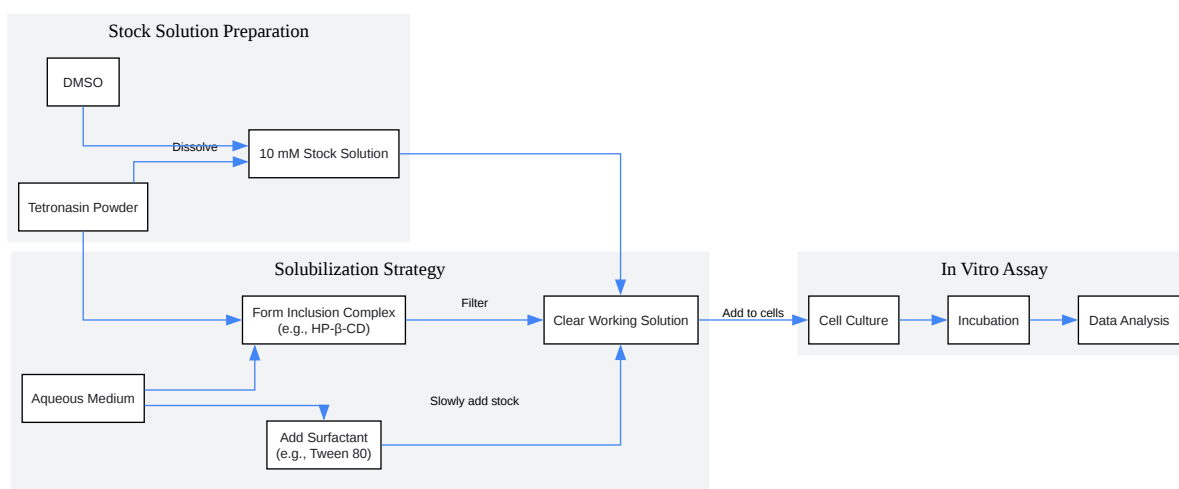 Stock Solution Preparation
DMSO
Dissolve
10 mM Stock Solution
Tetronasin Powder
Solubilization Strategy
In Vitro Assay
Form Inclusion Complex
(e.g., HP-β-CD)
Filter
Clear Working Solution
Add to cells
Cell Culture
Incubation
Data Analysis
Aqueous Medium
Slowly add stock
Add Surfactant
(e.g., Tween 80)